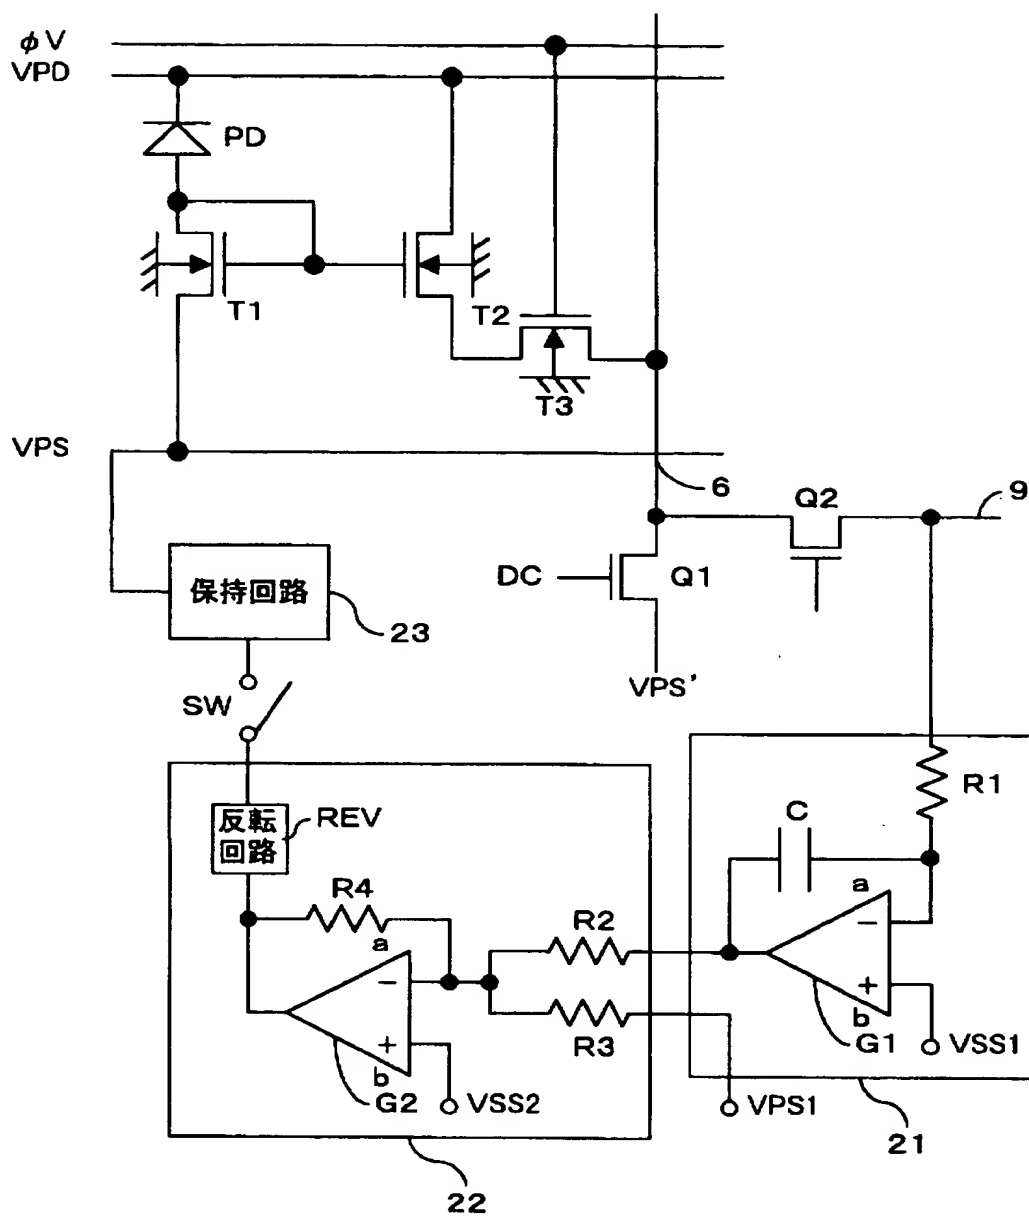 φV
VPD
PD
T1
T2
T3
VPS
6
Q2
9
DC
Q1
保持回路
23
VPS'
SW
R1
C
反転
回路
REV
R4
a
R2
a
−
−
+
R3
+
b
G1
VSS1
b
G2
VSS2
VPS1
21
22